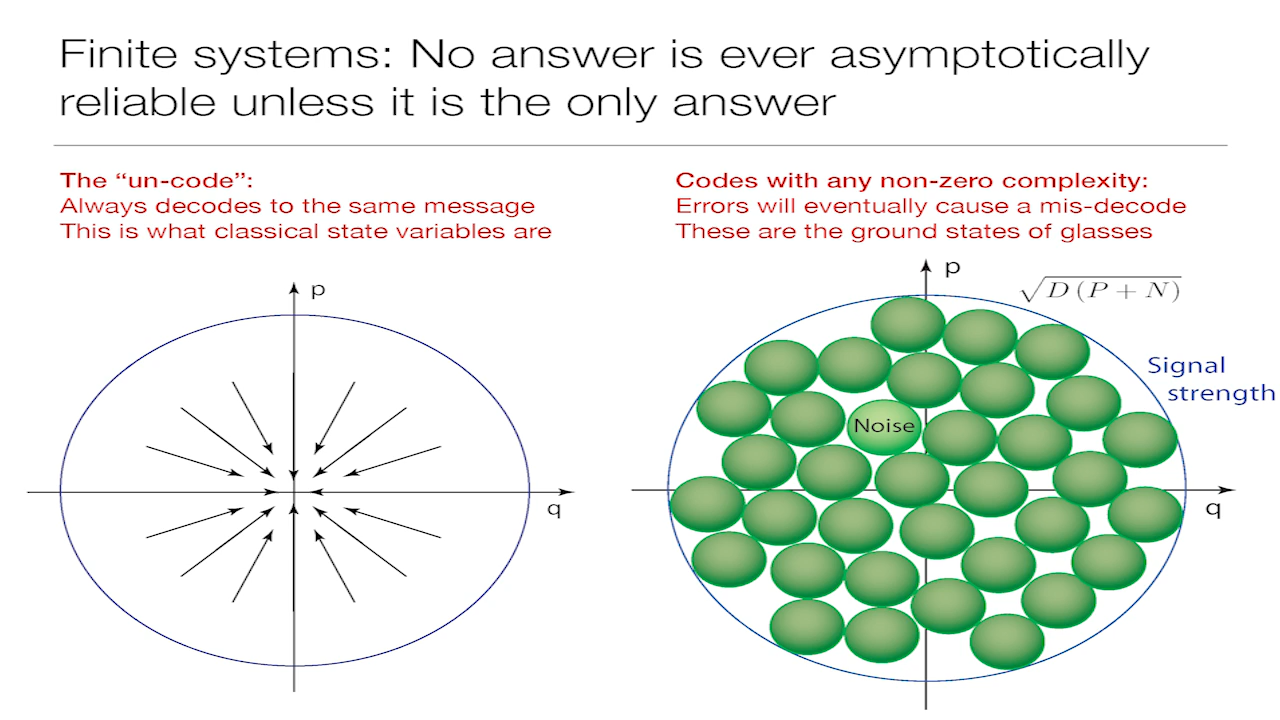 Finite systems: No answer is ever asymptotically
reliable unless it is the only answer
The “un-code”:
Always decodes to the same message
This is what classical state variables are
Codes with any non-zero complexity:
Errors will eventually cause a mis-decode
These are the ground states of glasses
p
q
p
√D (P + N)
Signal
strength
Noise
q